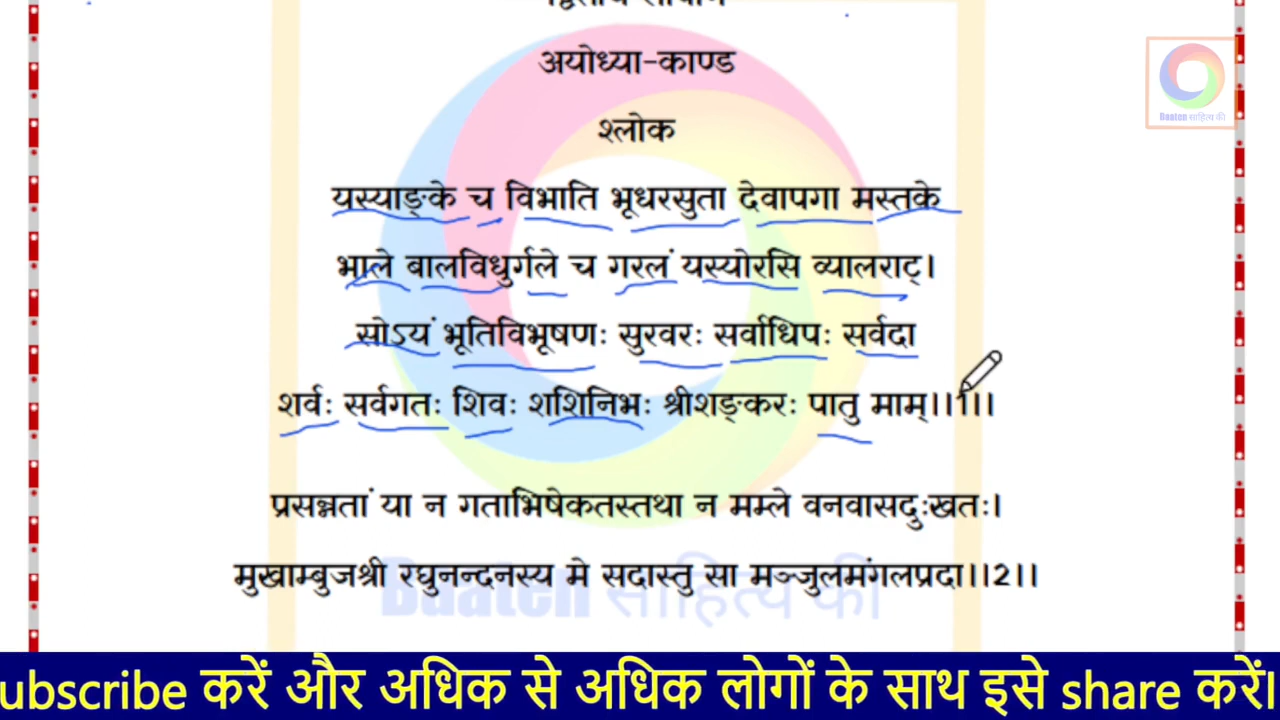 द्वितीय सोपान
अयोध्या-काण्ड
श्लोक
यस्याङ्के च विभाति भूधरसुता देवापगा मस्तके
भाले बालविधुर्गले च गरलं यस्योरसि व्यालराट्।
सोऽयं भूतिविभूषणः सुरवरः सर्वाधिपः सर्वदा
शर्वः सर्वगतः शिवः शशिनिभः श्रीशङ्करः पातु माम्।।1।।
प्रसन्नतां या न गताभिषेकतस्तथा न मम्ले वनवासदुःखतः।
मुखाम्बुजश्री रघुनन्दनस्य मे सदास्तु सा मञ्जुलमंगलप्रदा।।2।।
Baaten साहित्य की
Baaten साहित्य की
ubscribe करें और अधिक से अधिक लोगों के साथ इसे share करें।